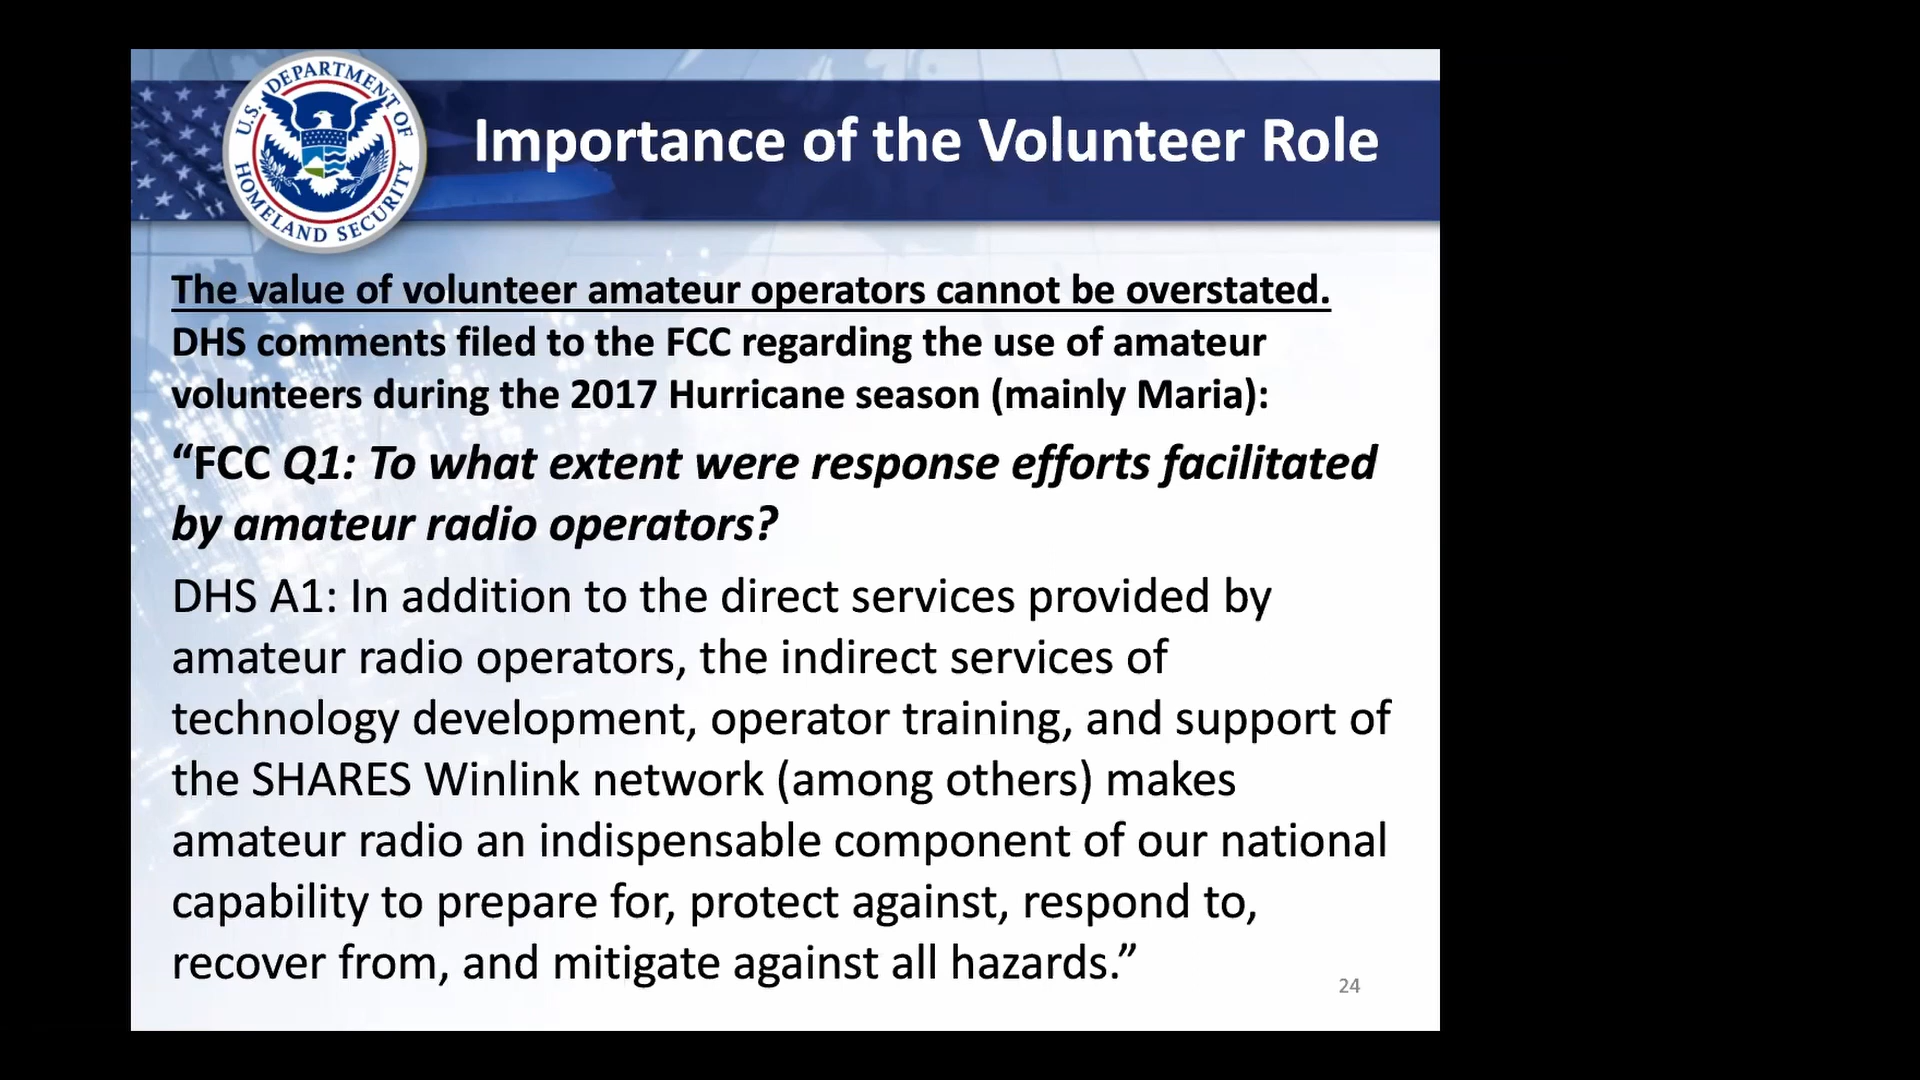 U.S. DEPARTMENT OF
HOMELAND SECURITY
Importance of the Volunteer Role
The value of volunteer amateur operators cannot be overstated.
DHS comments filed to the FCC regarding the use of amateur
volunteers during the 2017 Hurricane season (mainly Maria):
“FCC Q1: To what extent were response efforts facilitated
by amateur radio operators?
DHS A1: In addition to the direct services provided by
amateur radio operators, the indirect services of
technology development, operator training, and support of
the SHARES Winlink network (among others) makes
amateur radio an indispensable component of our national
capability to prepare for, protect against, respond to,
recover from, and mitigate against all hazards.”
24